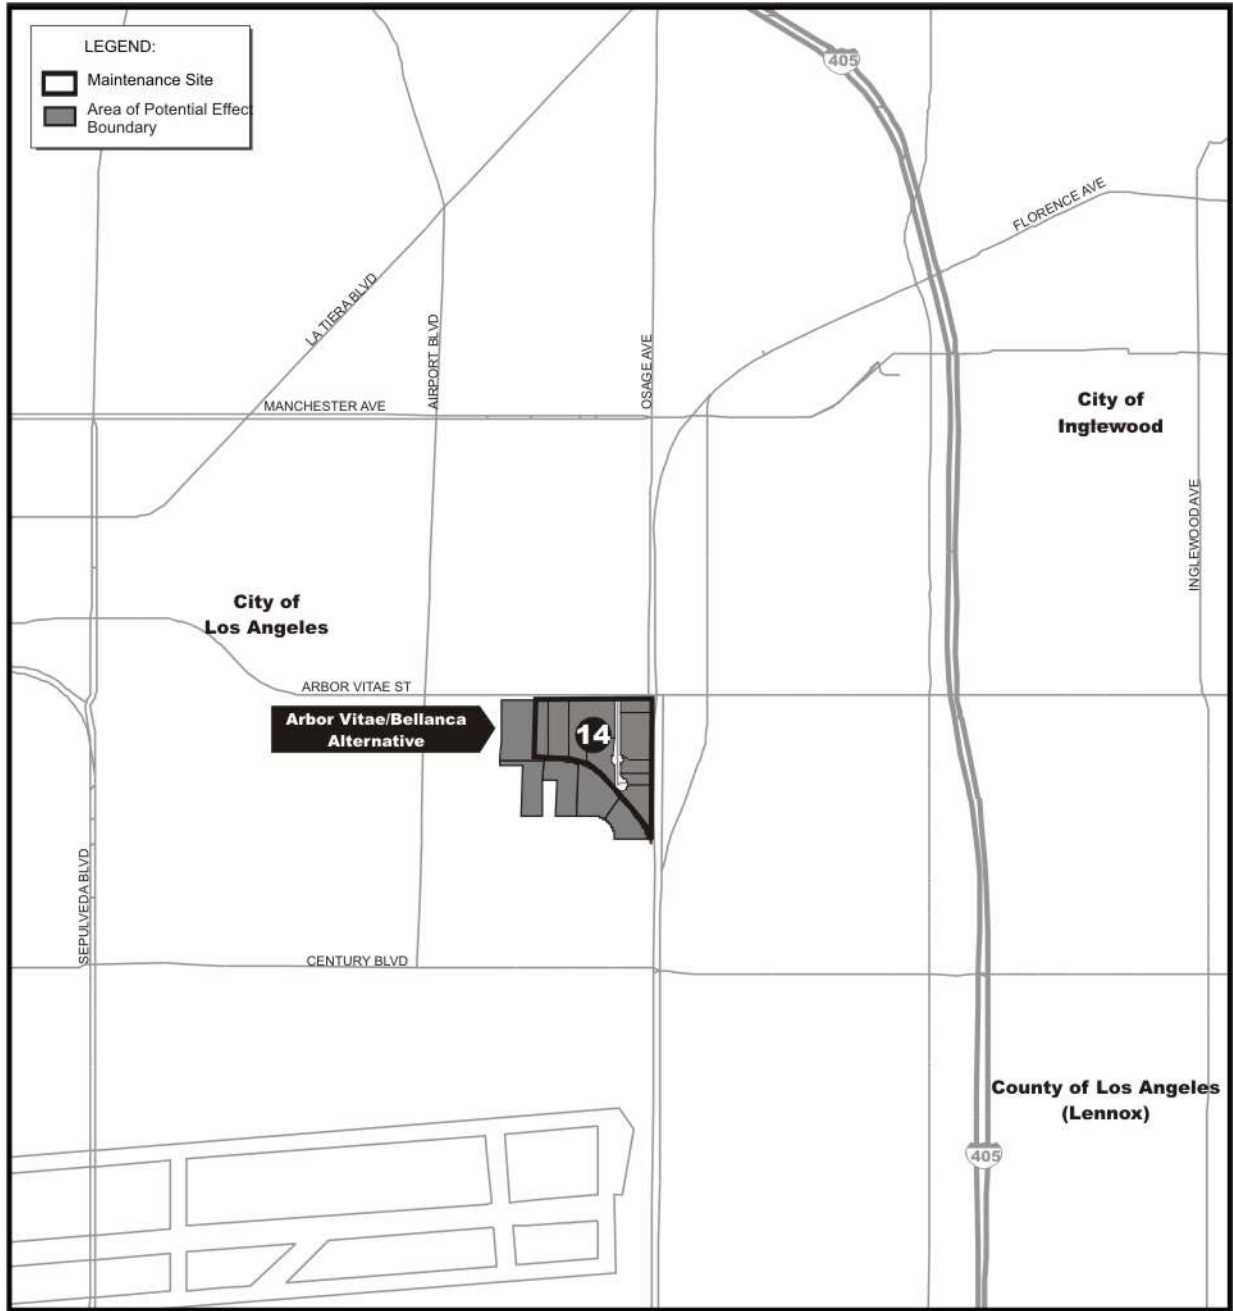 LEGEND:
Maintenance Site
Area of Potential Effect
Boundary
405
FLORENCE AVE
LA TIERA BLVD
AIRPORT BLVD
OSAGE AVE
MANCHESTER AVE
City of
Inglewood
INGLEWOOD AVE
City of
Los Angeles
ARBOR VITAE ST
Arbor Vitae/Bellanca
Alternative
14
SEPULVEDA BLVD
CENTURY BLVD
County of Los Angeles
(Lennox)
405